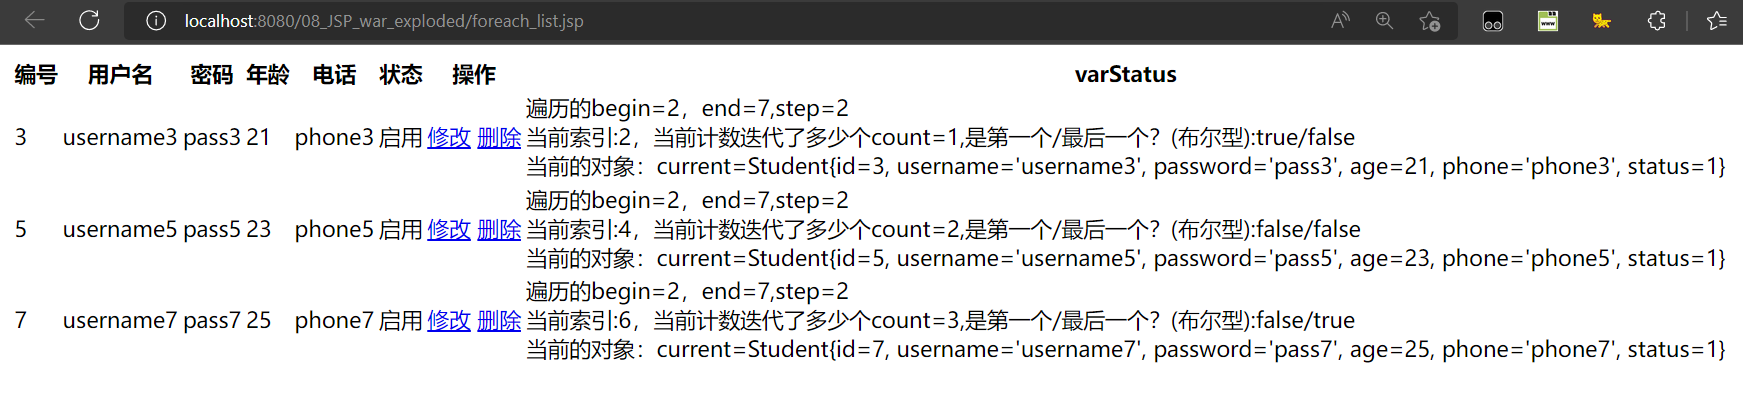 localhost:8080/08_JSP_war_exploded/foreach_list.jsp
编号 用户名 密码 年龄 电话 状态 操作 varStatus
遍历的begin=2，end=7,step=2
3 username3 pass3 21 phone3 启用 修改 删除 当前索引:2，当前计数迭代了多少个count=1,是第一个/最后一个？(布尔型):true/false
当前的对象：current=Student{id=3, username='username3', password='pass3', age=21, phone='phone3', status=1}
遍历的begin=2，end=7,step=2
5 username5 pass5 23 phone5 启用 修改 删除 当前索引:4，当前计数迭代了多少个count=2,是第一个/最后一个？(布尔型):false/false
当前的对象：current=Student{id=5, username='username5', password='pass5', age=23, phone='phone5', status=1}
遍历的begin=2，end=7,step=2
7 username7 pass7 25 phone7 启用 修改 删除 当前索引:6，当前计数迭代了多少个count=3,是第一个/最后一个？(布尔型):false/true
当前的对象：current=Student{id=7, username='username7', password='pass7', age=25, phone='phone7', status=1}